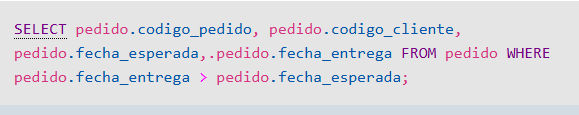 SELECT pedido.codigo_pedido, pedido.codigo_cliente,
pedido.fecha_esperada,.pedido.fecha_entrega FROM pedido WHERE
pedido.fecha_entrega > pedido.fecha_esperada;